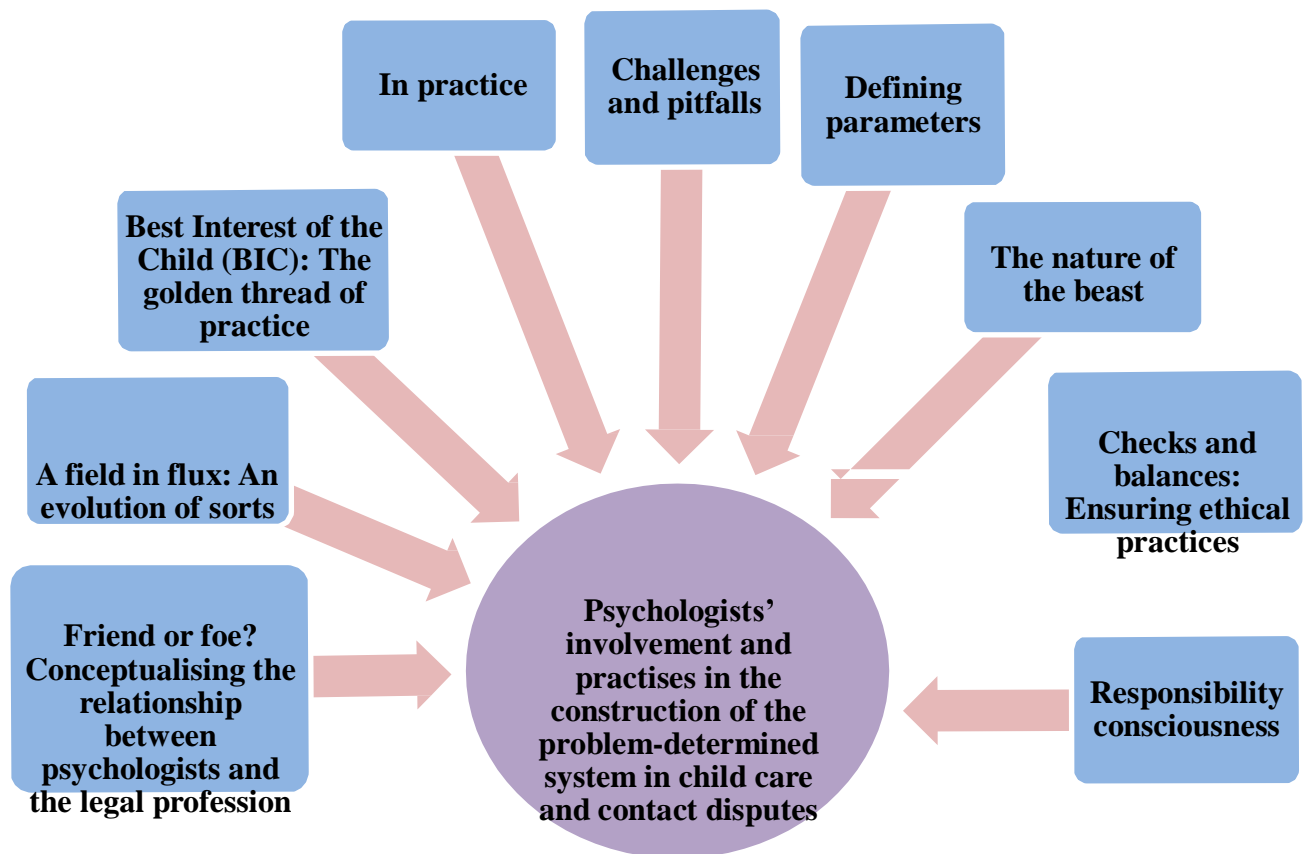 In practice
Challenges
and pitfalls
Defining
parameters
Best Interest of the
Child (BIC): The
golden thread of
practice
The nature of
the beast
A field in flux: An
evolution of sorts
Checks and
balances:
Ensuring ethical
practices
Friend or foe?
Conceptualising the
relationship
between
psychologists and
the legal profession
Psychologists’
involvement and
practises in the
construction of the
problem-determined
system in child care
and contact disputes
Responsibility
consciousness